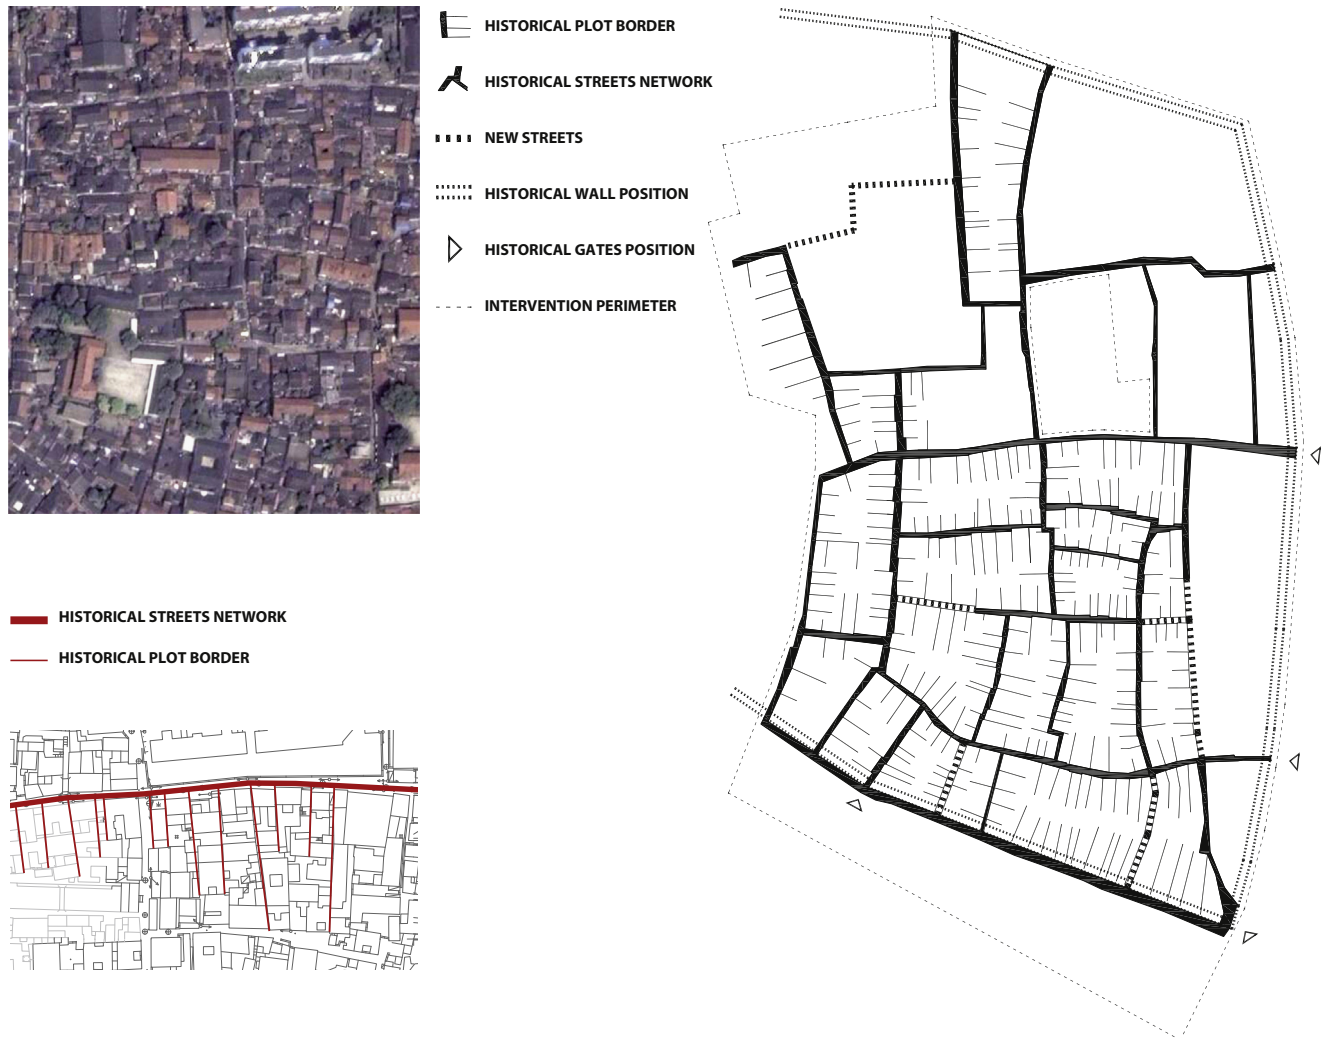 HISTORICAL PLOT BORDER
HISTORICAL STREETS NETWORK
NEW STREETS
HISTORICAL WALL POSITION
HISTORICAL GATES POSITION
INTERVENTION PERIMETER
HISTORICAL STREETS NETWORK
HISTORICAL PLOT BORDER